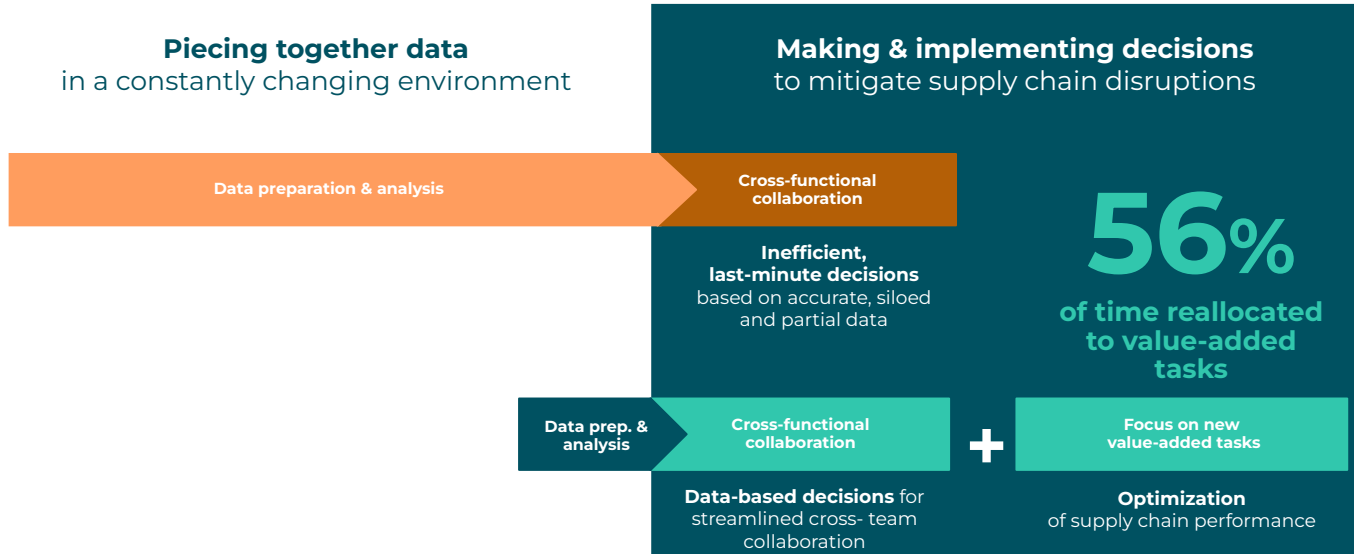 Piecing together data
in a constantly changing environment
Making & implementing decisions
to mitigate supply chain disruptions
Data preparation & analysis
Cross-functional
collaboration
Inefficient,
last-minute decisions
based on accurate, siloed
and partial data
56%
of time reallocated
to value-added
tasks
Data prep. &
analysis
Cross-functional
collaboration
+
Focus on new
value-added tasks
Data-based decisions for
streamlined cross- team
collaboration
Optimization
of supply chain performance